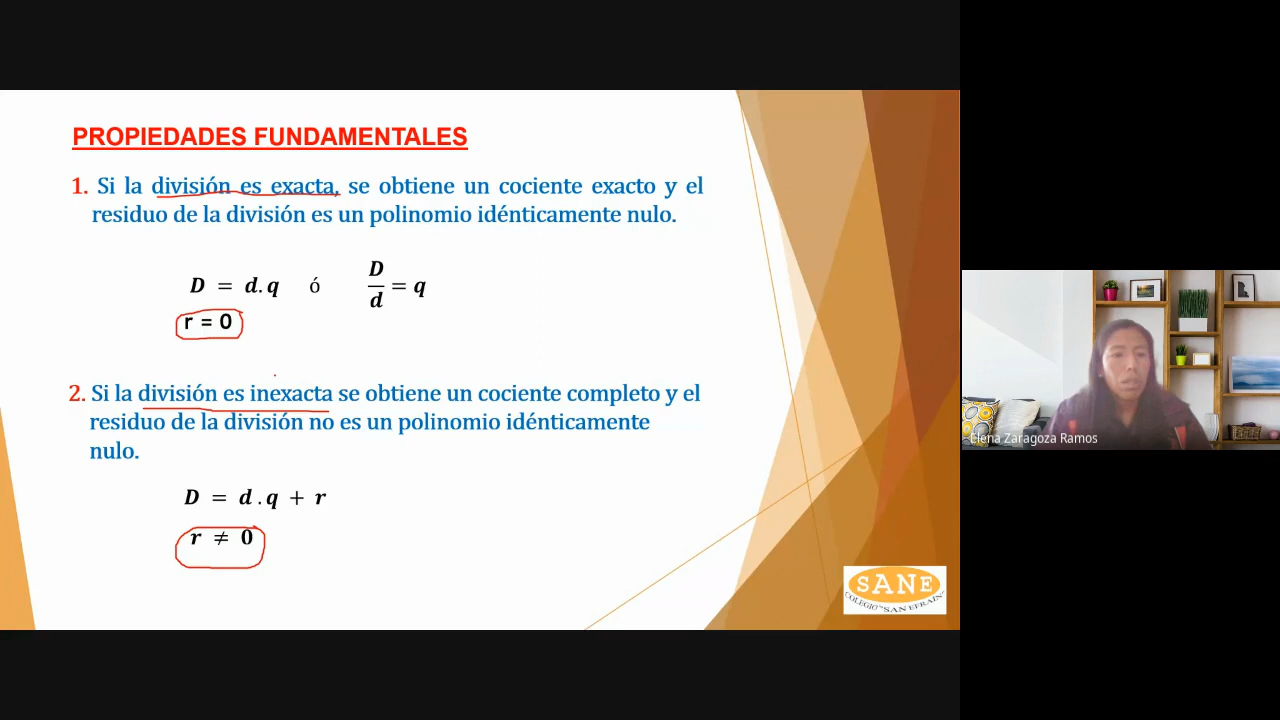 PROPIEDADES FUNDAMENTALES
1. Si la división es exacta, se obtiene un cociente exacto y el
residuo de la división es un polinomio idénticamente nulo.
D = d.q ó D/d = q
r = 0
2. Si la división es inexacta se obtiene un cociente completo y el
residuo de la división no es un polinomio idénticamente
nulo.
D = d . q + r
r ≠ 0
SANE
COLEGIO "SAN EFRAIN"
Elena Zaragoza Ramos